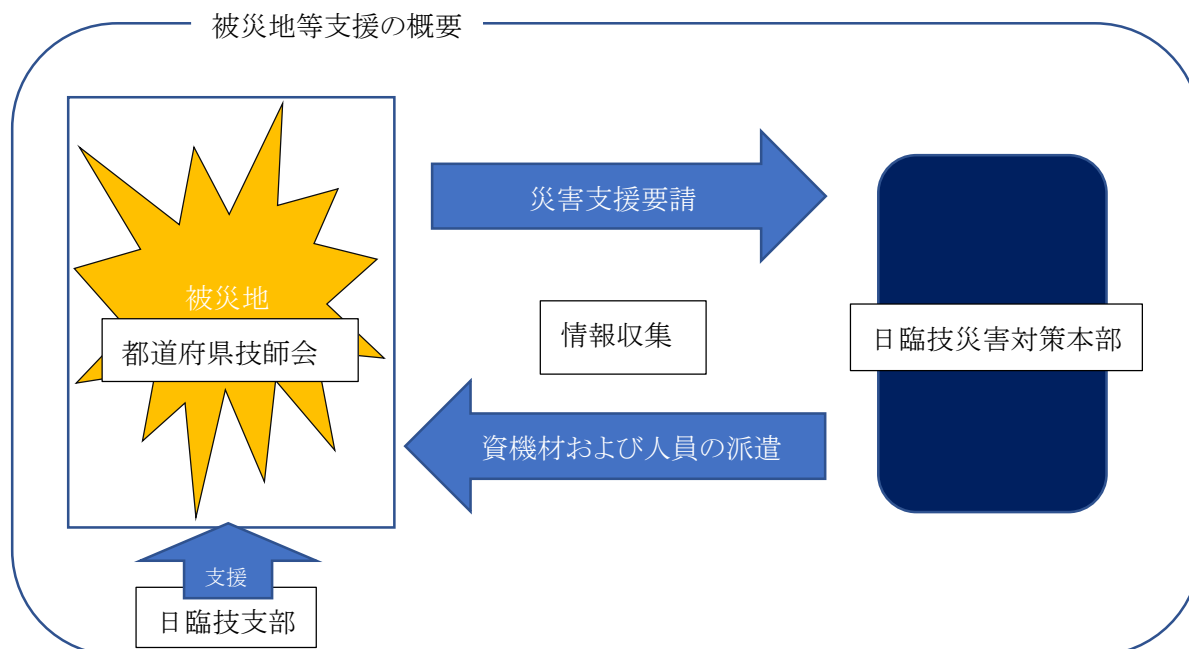 被災地等支援の概要
災害支援要請
被災地
都道府県技師会
情報収集
日臨技災害対策本部
資機材および人員の派遣
支援
日臨技支部